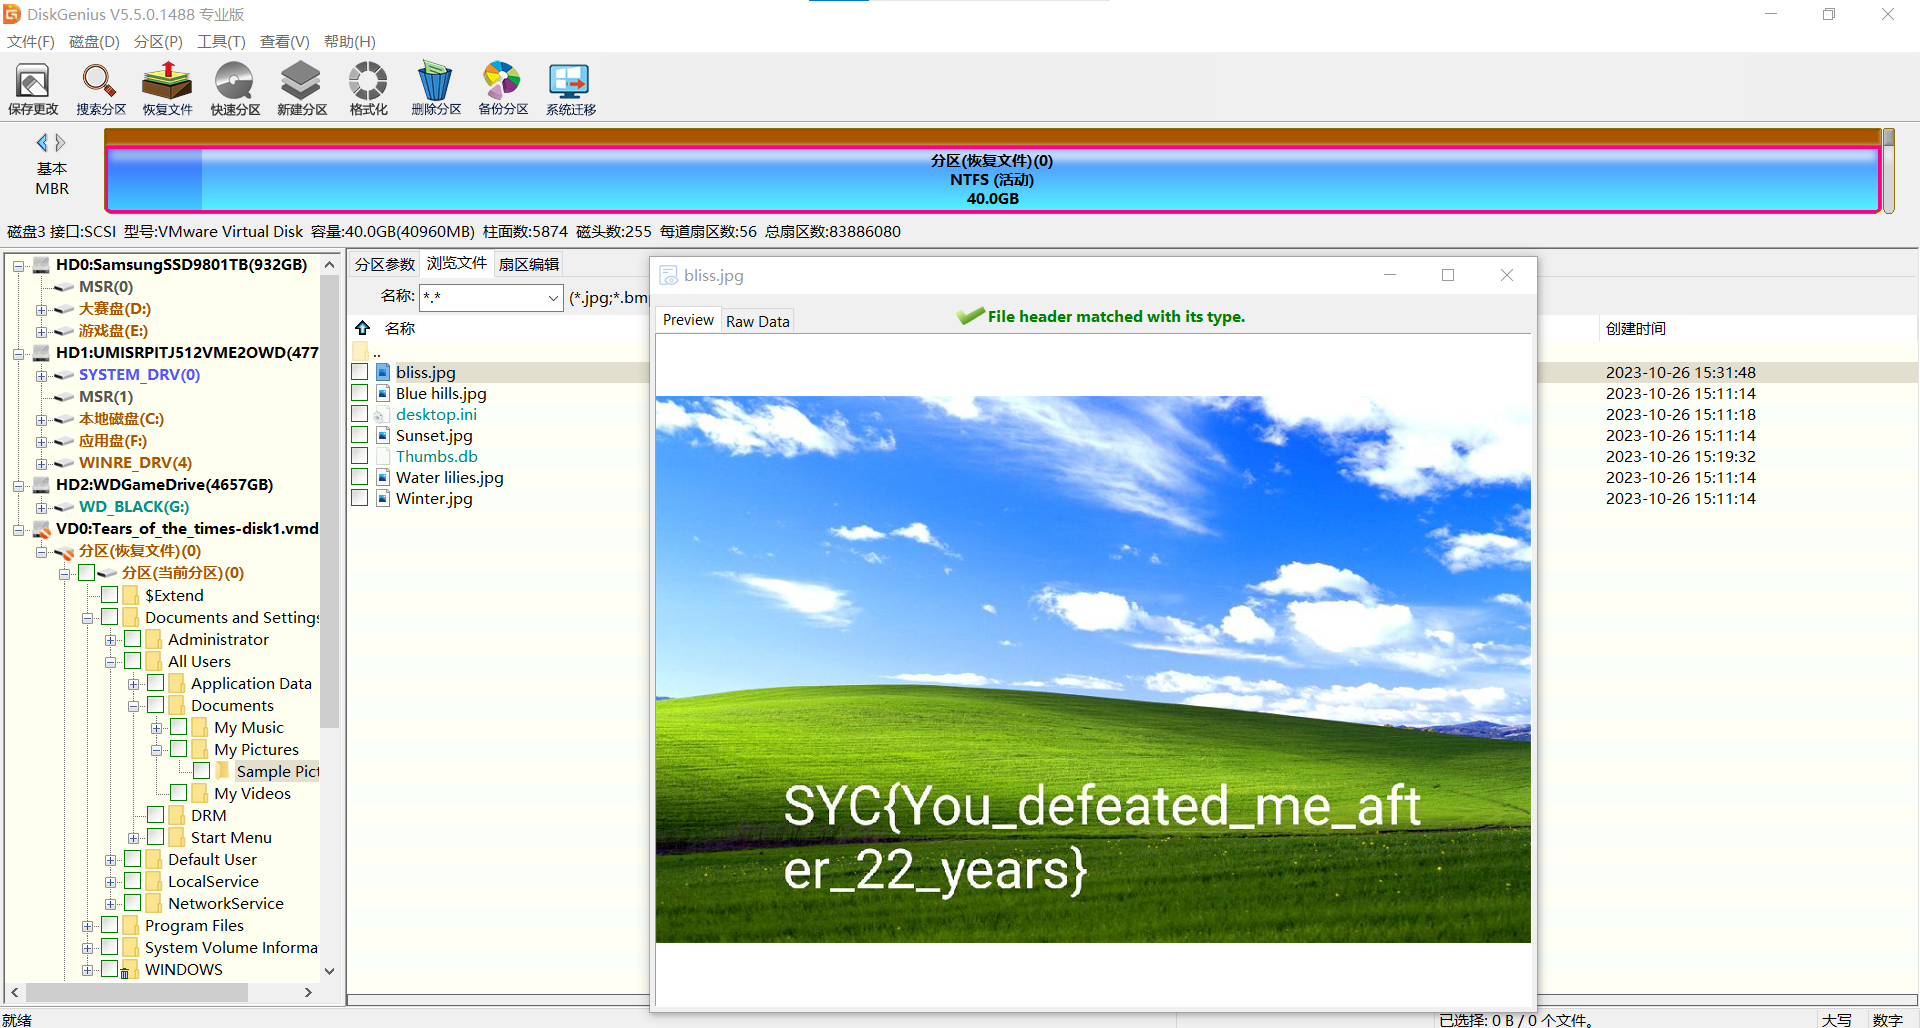 DiskGenius V5.5.0.1488 专业版
文件(F) 磁盘(D) 分区(P) 工具(T) 查看(V) 帮助(H)
保存更改 搜索分区 恢复文件 快速分区 新建分区 格式化 删除分区 备份分区 系统迁移
基本
MBR
分区(恢复文件)(0)
NTFS (活动)
40.0GB
磁盘3 接口:SCSI 型号:VMware Virtual Disk 容量:40.0GB(40960MB) 柱面数:5874 磁头数:255 每道扇区数:56 总扇区数:83886080
HD0:SamsungSSD9801TB(932GB)
MSR(0)
大赛盘(D:)
游戏盘(E:)
HD1:UMISRPITJ512VME2OWD(477
SYSTEM_DRV(0)
MSR(1)
本地磁盘(C:)
应用盘(F:)
WINRE_DRV(4)
HD2:WDGameDrive(4657GB)
WD_BLACK(G:)
VD0:Tears_of_the_times-disk1.vmd
分区(恢复文件)(0)
分区(当前分区)(0)
$Extend
Documents and Settings
Administrator
All Users
Application Data
Documents
My Music
My Pictures
Sample Pict
My Videos
DRM
Start Menu
Default User
LocalService
NetworkService
Program Files
System Volume Informa
WINDOWS
分区参数 浏览文件 扇区编辑
名称: *.* (*.jpg;*.bm
名称
..
bliss.jpg
Blue hills.jpg
desktop.ini
Sunset.jpg
Thumbs.db
Water lilies.jpg
Winter.jpg
bliss.jpg
Preview Raw Data
File header matched with its type.
SYC{You_defeated_me_aft
er_22_years}
创建时间
2023-10-26 15:31:48
2023-10-26 15:11:14
2023-10-26 15:11:18
2023-10-26 15:11:14
2023-10-26 15:19:32
2023-10-26 15:11:14
2023-10-26 15:11:14
就绪
已选择: 0 B / 0 个文件。 大写 数字